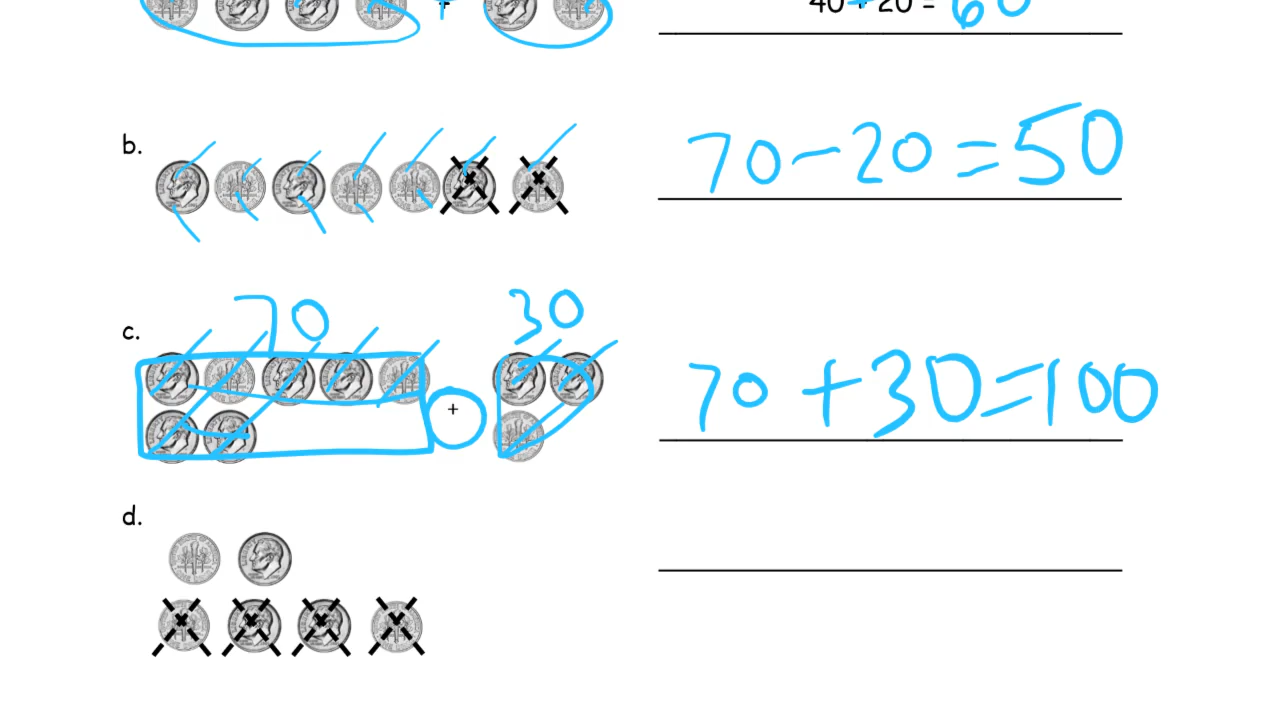 40 + 20 = 60
b.
70-20=50
70
30
c.
+
70 +30=100
d.